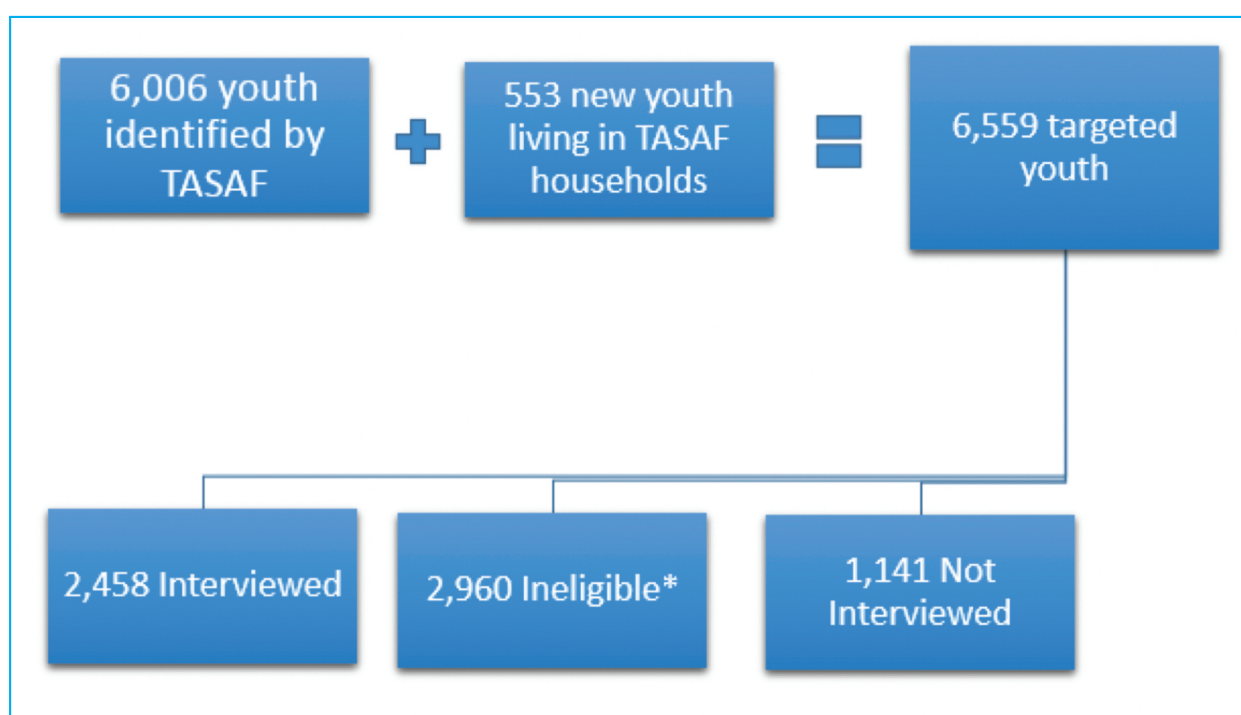 6,006 youth
identified by
TASAF
553 new youth
living in TASAF
households
6,559 targeted
youth
2,458 Interviewed
2,960 Ineligible*
1,141 Not
Interviewed